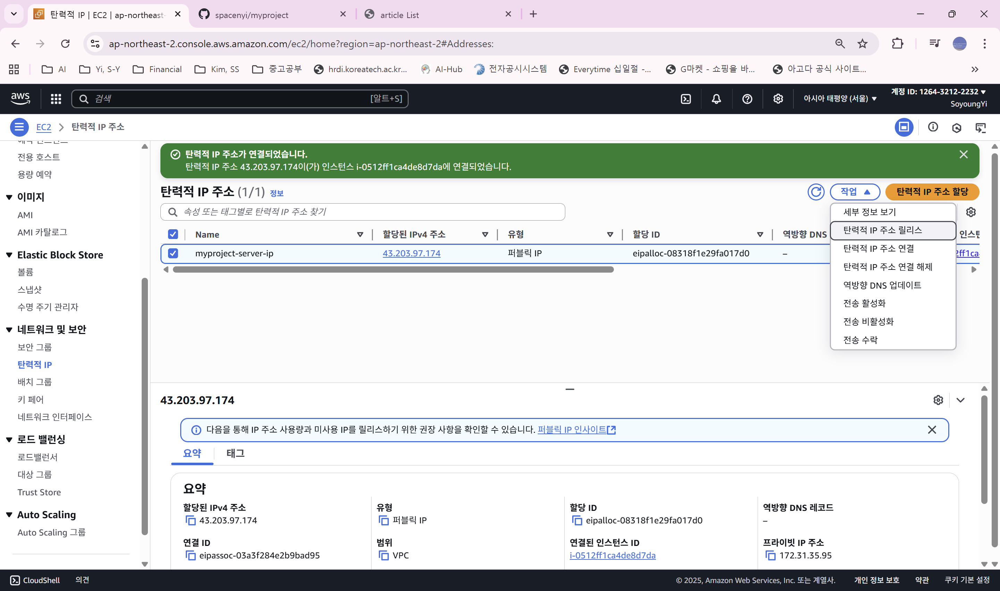 탄력적 IP | EC2 | ap-northeast-
spacenyi/myproject
article List
ap-northeast-2.console.aws.amazon.com/ec2/home?region=ap-northeast-2#Addresses:
AI
Yi, S-Y
Financial
Kim, SS
중고공부
hrdi.koreatech.ac.kr...
AI-Hub
전자공시시스템
Everytime 십일절 -...
G마켓 - 쇼핑을 바...
아고다 공식 사이트...
aws
검색
[알트+S]
아시아 태평양 (서울)
계정 ID: 1264-3212-2232
SoyoungYi
EC2
탄력적 IP 주소
전용 호스트
용량 예약
이미지
AMI
AMI 카탈로그
Elastic Block Store
볼륨
스냅샷
수명 주기 관리자
네트워크 및 보안
보안 그룹
탄력적 IP
배치 그룹
키 페어
네트워크 인터페이스
로드 밸런싱
로드밸런서
대상 그룹
Trust Store
Auto Scaling
Auto Scaling 그룹
탄력적 IP 주소가 연결되었습니다.
탄력적 IP 주소 43.203.97.174이(가) 인스턴스 i-0512ff1ca4de8d7da에 연결되었습니다.
탄력적 IP 주소 (1/1) 정보
작업
탄력적 IP 주소 할당
속성 또는 태그별로 탄력적 IP 주소 찾기
세부 정보 보기
탄력적 IP 주소 릴리스
탄력적 IP 주소 연결
탄력적 IP 주소 연결 해제
역방향 DNS 업데이트
전송 활성화
전송 비활성화
전송 수락
Name
할당된 IPv4 주소
유형
할당 ID
역방향 DNS
myproject-server-ip
43.203.97.174
퍼블릭 IP
eipalloc-08318f1e29fa017d0
–
2ff1ca
43.203.97.174
다음을 통해 IP 주소 사용량과 미사용 IP를 릴리스하기 위한 권장 사항을 확인할 수 있습니다. 퍼블릭 IP 인사이트
요약
태그
요약
할당된 IPv4 주소
43.203.97.174
유형
퍼블릭 IP
할당 ID
eipalloc-08318f1e29fa017d0
역방향 DNS 레코드
–
연결 ID
eipassoc-03a3f284e2b9bad95
범위
VPC
연결된 인스턴스 ID
i-0512ff1ca4de8d7da
프라이빗 IP 주소
172.31.35.95
CloudShell
의견
© 2025, Amazon Web Services, Inc. 또는 계열사.
개인 정보 보호
약관
쿠키 기본 설정